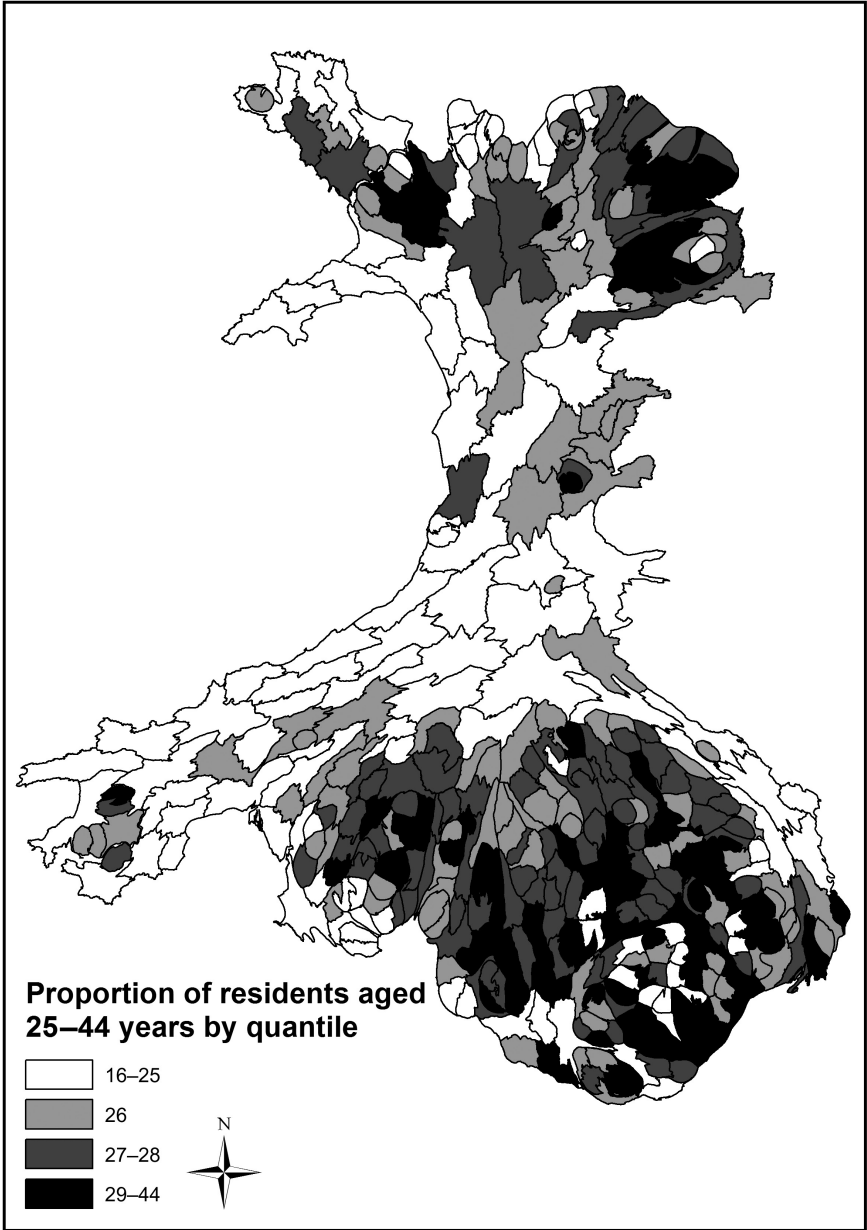 Proportion of residents aged
25–44 years by quantile
16–25
26
27–28
29–44
N